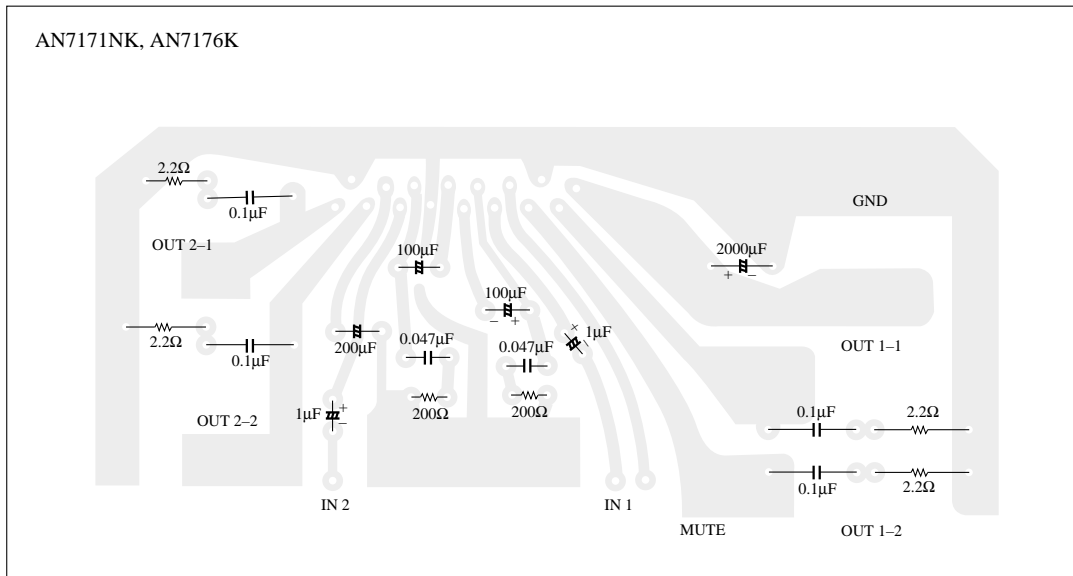 AN7171NK, AN7176K
2.2Ω
0.1µF
OUT 2–1
GND
100µF
2000µF
+ –
100µF
– +
2.2Ω
0.1µF
200µF
0.047µF
0.047µF
+
1µF
–
OUT 1–1
OUT 2–2
1µF
+
–
200Ω
200Ω
0.1µF
2.2Ω
0.1µF
2.2Ω
IN 2
IN 1
MUTE
OUT 1–2